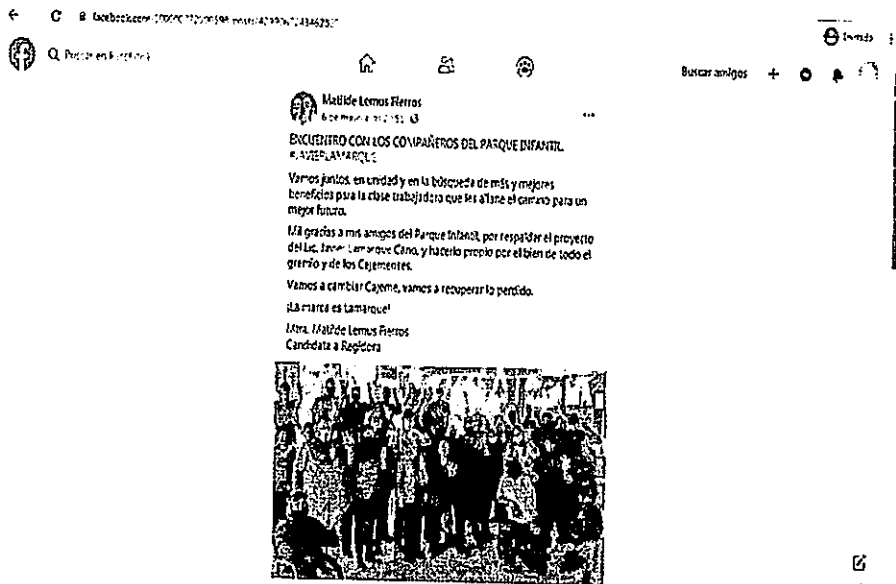 Buscar amigos
Matilde Lemus Fierros
ENCUENTRO CON LOS COMPAÑEROS DEL PARQUE INFANTIL.
#JAVIERLAMARQUE
Vamos juntos, en unidad y en la búsqueda de más y mejores
beneficios para la clase trabajadora que les allane el camino para un
mejor futuro.
Mil gracias a mis amigos del Parque Infantil, por respaldar el proyecto
del Lic. Javier Lamarque Cano, y hacerlo propio por el bien de todo el
gremio y de los Cajemenses.
Vamos a cambiar Cajeme, vamos a recuperar lo perdido.
¡La marca es Lamarque!
Mtra. Matilde Lemus Fierros
Candidata a Regidora